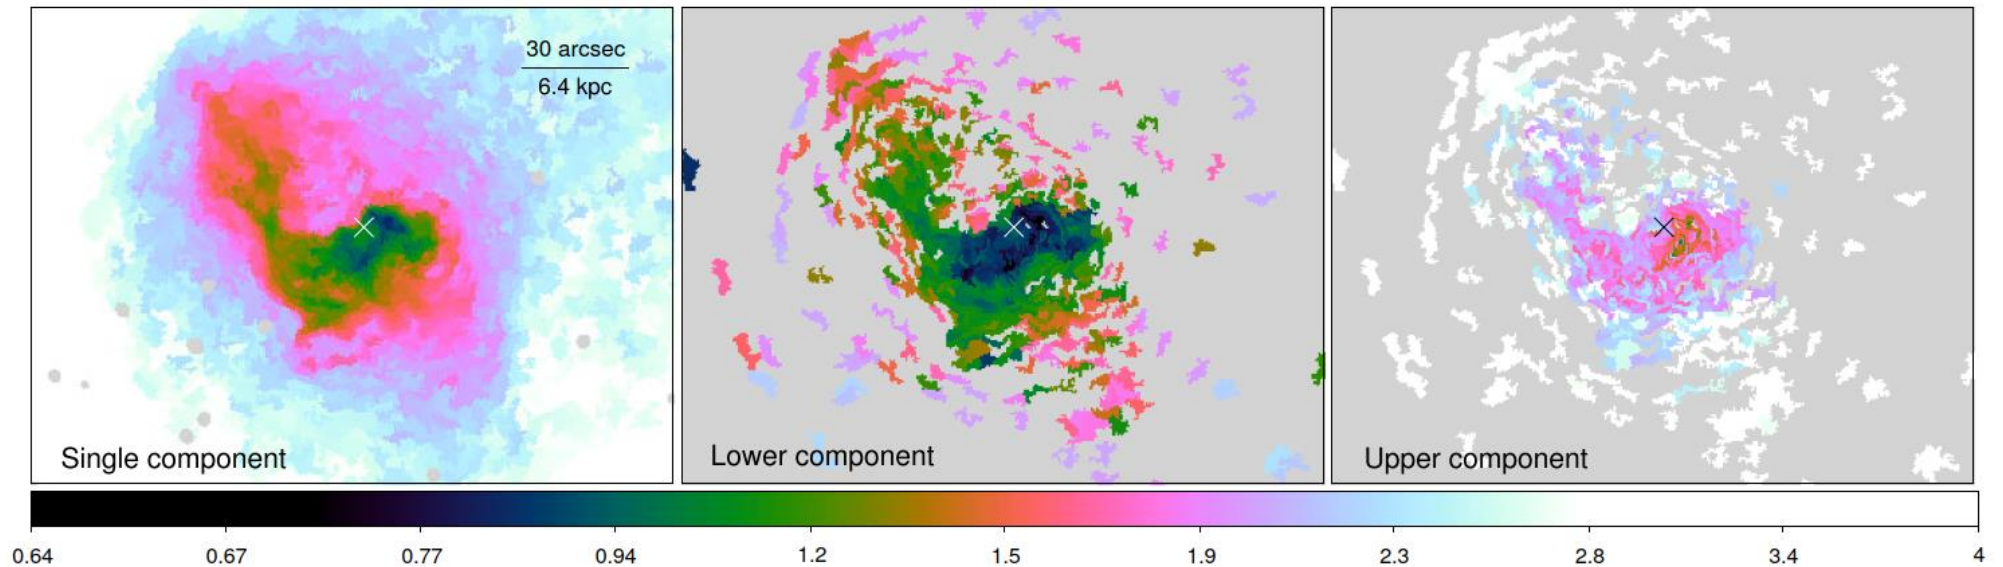 30 arcsec
6.4 kpc
Single component
Lower component
Upper component
0.64 0.67 0.77 0.94 1.2 1.5 1.9 2.3 2.8 3.4 4